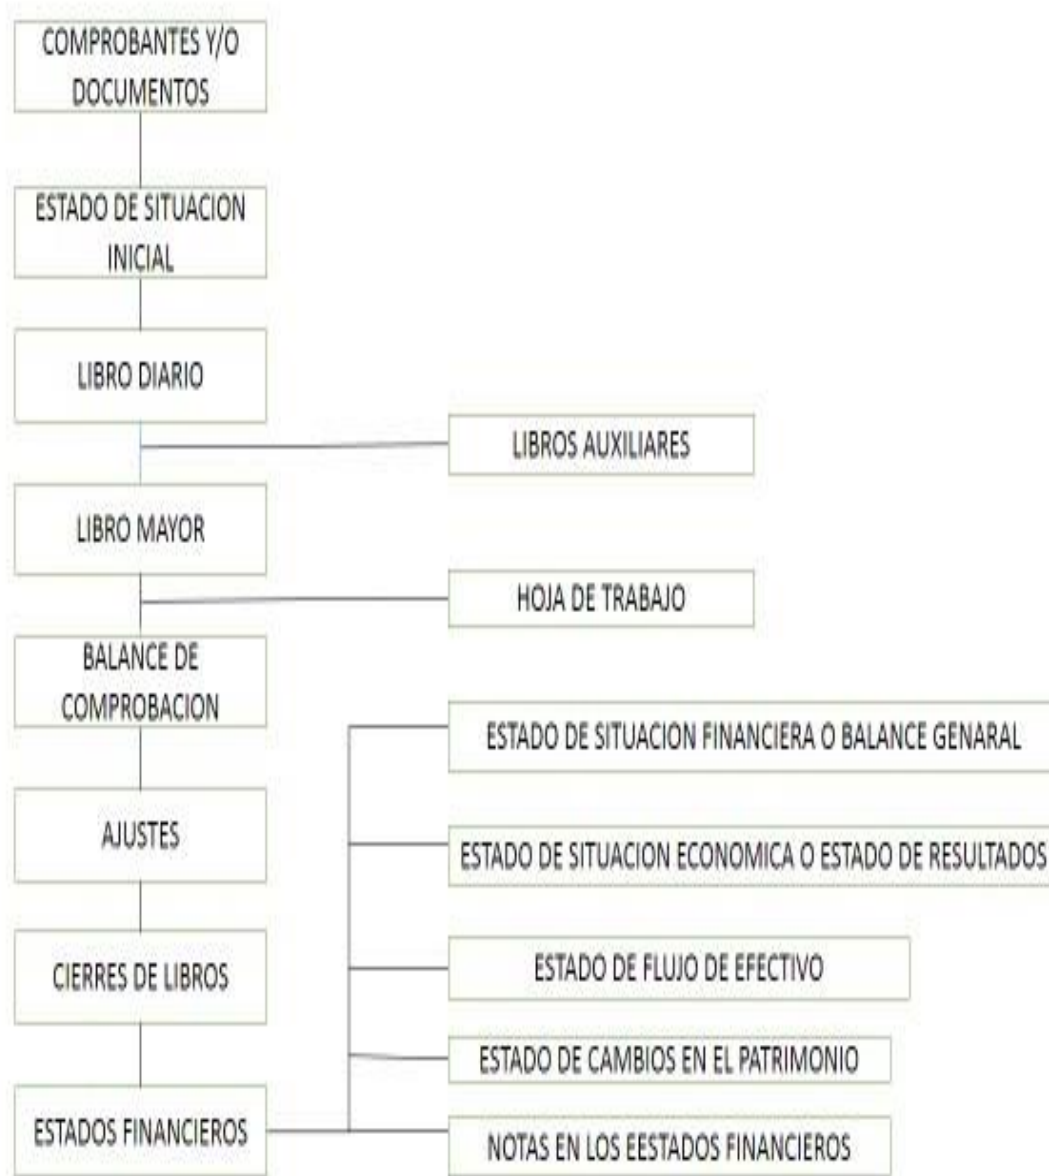 COMPROBANTES Y/O
DOCUMENTOS
ESTADO DE SITUACION
INICIAL
LIBRO DIARIO
LIBROS AUXILIARES
LIBRO MAYOR
HOJA DE TRABAJO
BALANCE DE
COMPROBACION
AJUSTES
CIERRES DE LIBROS
ESTADOS FINANCIEROS
ESTADO DE SITUACION FINANCIERA O BALANCE GENARAL
ESTADO DE SITUACION ECONOMICA O ESTADO DE RESULTADOS
ESTADO DE FLUJO DE EFECTIVO
ESTADO DE CAMBIOS EN EL PATRIMONIO
NOTAS EN LOS EESTADOS FINANCIEROS